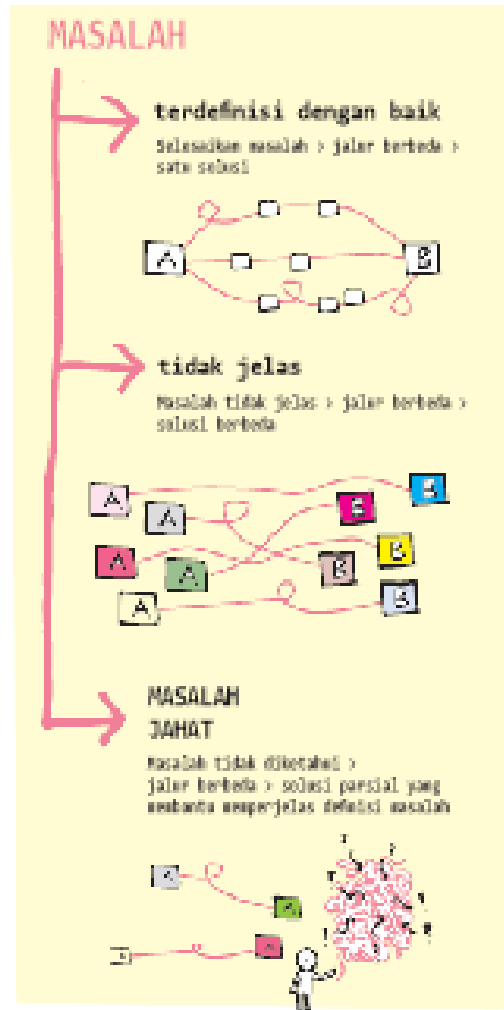 MASALAH
terdefinisi dengan baik
Selesaikan masalah > jalur berbeda >
satu solusi
A
B
tidak jelas
Masalah tidak jelas > jalur berbeda >
solusi berbeda
A
B
A
B
A
A
B
B
A
B
MASALAH
JAHAT
Masalah tidak diketahui >
jalur berbeda > solusi parsial yang
membantu memperjelas definisi masalah
A
A